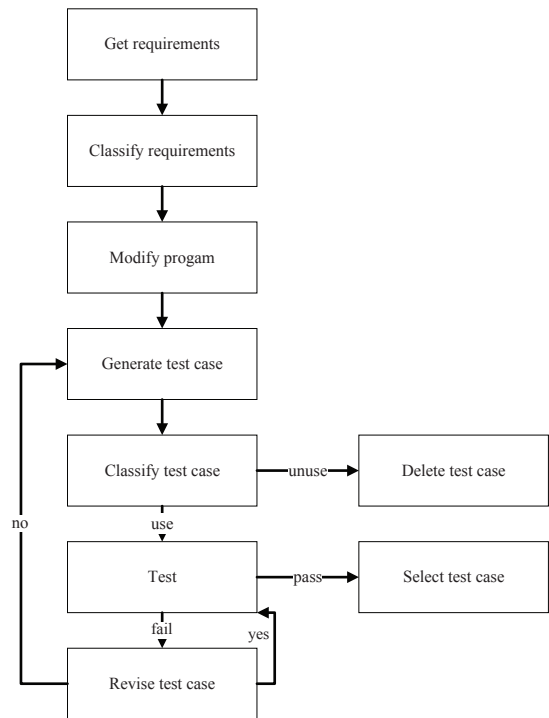 Get requirements
Classify requirements
Modify progam
Generate test case
Classify test case
unuse
Delete test case
no
use
Test
pass
Select test case
fail
yes
Revise test case